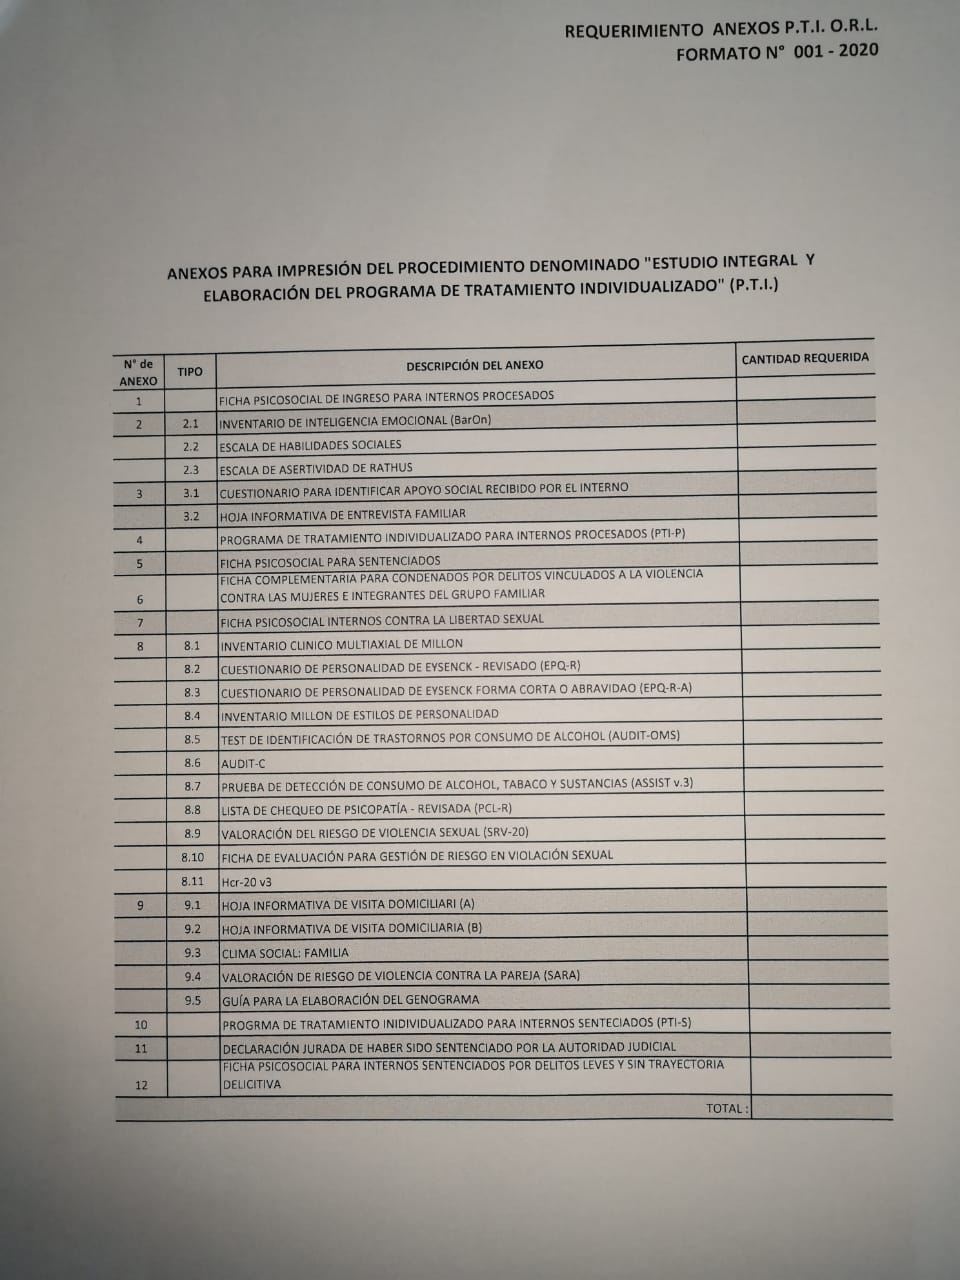 REQUERIMIENTO ANEXOS P.T.I. O.R.L.
FORMATO N° 001 - 2020
ANEXOS PARA IMPRESIÓN DEL PROCEDIMIENTO DENOMINADO "ESTUDIO INTEGRAL Y
ELABORACIÓN DEL PROGRAMA DE TRATAMIENTO INDIVIDUALIZADO" (P.T.I.)
N° de ANEXO TIPO DESCRIPCIÓN DEL ANEXO CANTIDAD REQUERIDA
1 FICHA PSICOSOCIAL DE INGRESO PARA INTERNOS PROCESADOS
2 2.1 INVENTARIO DE INTELIGENCIA EMOCIONAL (BarOn)
2.2 ESCALA DE HABILIDADES SOCIALES
2.3 ESCALA DE ASERTIVIDAD DE RATHUS
3 3.1 CUESTIONARIO PARA IDENTIFICAR APOYO SOCIAL RECIBIDO POR EL INTERNO
3.2 HOJA INFORMATIVA DE ENTREVISTA FAMILIAR
4 PROGRAMA DE TRATAMIENTO INDIVIDUALIZADO PARA INTERNOS PROCESADOS (PTI-P)
5 FICHA PSICOSOCIAL PARA SENTENCIADOS
FICHA COMPLEMENTARIA PARA CONDENADOS POR DELITOS VINCULADOS A LA VIOLENCIA
6 CONTRA LAS MUJERES E INTEGRANTES DEL GRUPO FAMILIAR
7 FICHA PSICOSOCIAL INTERNOS CONTRA LA LIBERTAD SEXUAL
8 8.1 INVENTARIO CLINICO MULTIAXIAL DE MILLON
8.2 CUESTIONARIO DE PERSONALIDAD DE EYSENCK - REVISADO (EPQ-R)
8.3 CUESTIONARIO DE PERSONALIDAD DE EYSENCK FORMA CORTA O ABRAVIDAO (EPQ-R-A)
8.4 INVENTARIO MILLON DE ESTILOS DE PERSONALIDAD
8.5 TEST DE IDENTIFICACIÓN DE TRASTORNOS POR CONSUMO DE ALCOHOL (AUDIT-OMS)
8.6 AUDIT-C
8.7 PRUEBA DE DETECCIÓN DE CONSUMO DE ALCOHOL, TABACO Y SUSTANCIAS (ASSIST v.3)
8.8 LISTA DE CHEQUEO DE PSICOPATÍA - REVISADA (PCL-R)
8.9 VALORACIÓN DEL RIESGO DE VIOLENCIA SEXUAL (SRV-20)
8.10 FICHA DE EVALUACIÓN PARA GESTIÓN DE RIESGO EN VIOLACIÓN SEXUAL
8.11 Hcr-20 v3
9 9.1 HOJA INFORMATIVA DE VISITA DOMICILIARI (A)
9.2 HOJA INFORMATIVA DE VISITA DOMICILIARIA (B)
9.3 CLIMA SOCIAL: FAMILIA
9.4 VALORACIÓN DE RIESGO DE VIOLENCIA CONTRA LA PAREJA (SARA)
9.5 GUÍA PARA LA ELABORACIÓN DEL GENOGRAMA
10 PROGRMA DE TRATAMIENTO INIDIVIDUALIZADO PARA INTERNOS SENTECIADOS (PTI-S)
11 DECLARACIÓN JURADA DE HABER SIDO SENTENCIADO POR LA AUTORIDAD JUDICIAL
FICHA PSICOSOCIAL PARA INTERNOS SENTENCIADOS POR DELITOS LEVES Y SIN TRAYECTORIA
12 DELICITIVA
TOTAL :